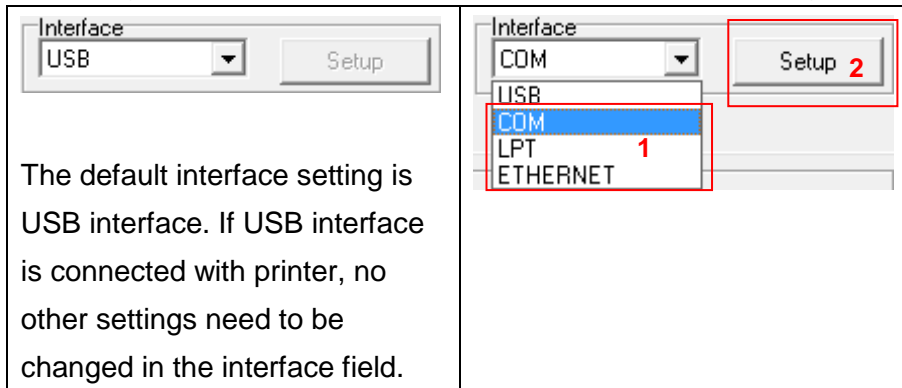 Interface
USB
Setup
The default interface setting is
USB interface. If USB interface
is connected with printer, no
other settings need to be
changed in the interface field.
Interface
COM
Setup 2
USB
COM
LPT 1
ETHERNET